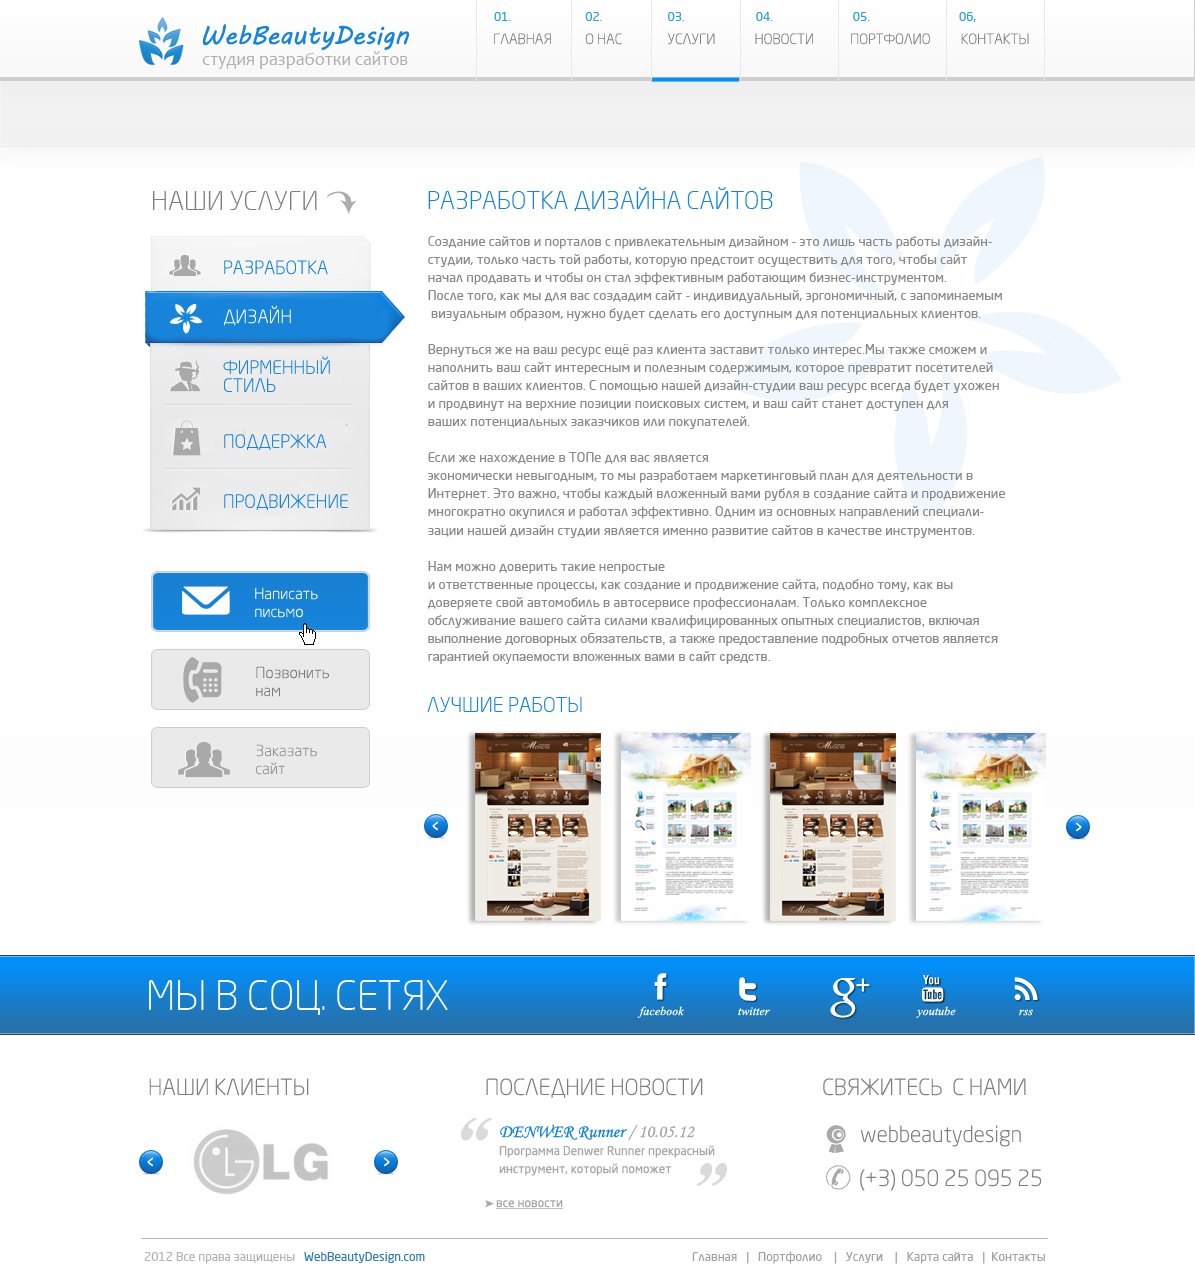 WebBeautyDesign
студия разработки сайтов
01.
ГЛАВНАЯ
02.
О НАС
03.
УСЛУГИ
04.
НОВОСТИ
05.
ПОРТФОЛИО
06,
КОНТАКТЫ
НАШИ УСЛУГИ
РАЗРАБОТКА
ДИЗАЙН
ФИРМЕННЫЙ
СТИЛЬ
ПОДДЕРЖКА
ПРОДВИЖЕНИЕ
Написать
письмо
Позвонить
нам
Заказать
сайт
РАЗРАБОТКА ДИЗАЙНА САЙТОВ
Создание сайтов и порталов с привлекательным дизайном - это лишь часть работы дизайн-
студии, только часть той работы, которую предстоит осуществить для того, чтобы сайт
начал продавать и чтобы он стал эффективным работающим бизнес-инструментом.
После того, как мы для вас создадим сайт - индивидуальный, эргономичный, с запоминаемым
визуальным образом, нужно будет сделать его доступным для потенциальных клиентов.
Вернуться же на ваш ресурс ещё раз клиента заставит только интерес.Мы также сможем и
наполнить ваш сайт интересным и полезным содержимым, которое превратит посетителей
сайтов в ваших клиентов. С помощью нашей дизайн-студии ваш ресурс всегда будет ухожен
и продвинут на верхние позиции поисковых систем, и ваш сайт станет доступен для
ваших потенциальных заказчиков или покупателей.
Если же нахождение в ТОПе для вас является
экономически невыгодным, то мы разработаем маркетинговый план для деятельности в
Интернет. Это важно, чтобы каждый вложенный вами рубля в создание сайта и продвижение
многократно окупился и работал эффективно. Одним из основных направлений специали-
зации нашей дизайн студии является именно развитие сайтов в качестве инструментов.
Нам можно доверить такие непростые
и ответственные процессы, как создание и продвижение сайта, подобно тому, как вы
доверяете свой автомобиль в автосервисе профессионалам. Только комплексное
обслуживание вашего сайта силами квалифицированных опытных специалистов, включая
выполнение договорных обязательств, а также предоставление подробных отчетов является
гарантией окупаемости вложенных вами в сайт средств.
ЛУЧШИЕ РАБОТЫ
МЫ В СОЦ. СЕТЯХ
facebook
twitter
g+
You
Tube
youtube
rss
НАШИ КЛИЕНТЫ
LG
ПОСЛЕДНИЕ НОВОСТИ
DENWER Runner / 10.05.12
Программа Denwer Runner прекрасный
инструмент, который поможет
все новости
СВЯЖИТЕСЬ С НАМИ
webbeautydesign
(+3) 050 25 095 25
2012 Все права защищены WebBeautyDesign.com
Главная | Портфолио | Услуги | Карта сайта | Контакты